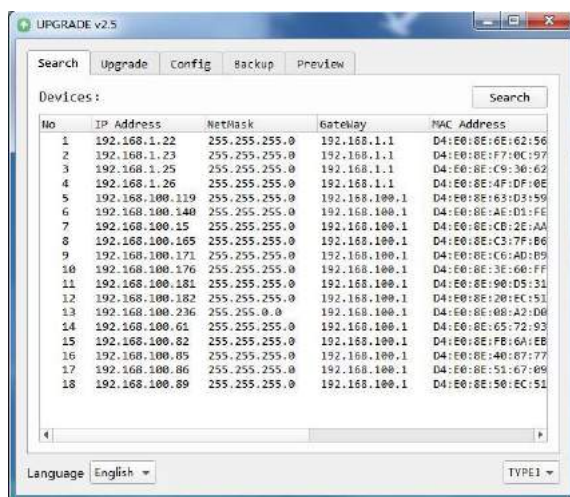 UPGRADE v2.5
Search Upgrade Config Backup Preview
Devices: Search
No IP Address NetMask GateWay MAC Address
1 192.168.1.22 255.255.255.0 192.168.1.1 D4:E0:8E:6E:62:56
2 192.168.1.23 255.255.255.0 192.168.1.1 D4:E0:8E:F7:0C:97
3 192.168.1.25 255.255.255.0 192.168.1.1 D4:E0:8E:C9:30:62
4 192.168.1.26 255.255.255.0 192.168.1.1 D4:E0:8E:4F:DF:0E
5 192.168.100.119 255.255.255.0 192.168.100.1 D4:E0:8E:63:D3:59
6 192.168.100.140 255.255.255.0 192.168.100.1 D4:E0:8E:AE:D1:FE
7 192.168.100.15 255.255.255.0 192.168.100.1 D4:E0:8E:CB:2E:AA
8 192.168.100.165 255.255.255.0 192.168.100.1 D4:E0:8E:C3:7F:B6
9 192.168.100.171 255.255.255.0 192.168.100.1 D4:E0:8E:C6:AD:B9
10 192.168.100.176 255.255.255.0 192.168.100.1 D4:E0:8E:3E:60:FF
11 192.168.100.181 255.255.255.0 192.168.100.1 D4:E0:8E:90:D5:31
12 192.168.100.182 255.255.255.0 192.168.100.1 D4:E0:8E:20:EC:51
13 192.168.100.236 255.255.0.0 192.168.100.1 D4:E0:8E:08:A2:D0
14 192.168.100.61 255.255.255.0 192.168.100.1 D4:E0:8E:65:72:93
15 192.168.100.82 255.255.255.0 192.168.100.1 D4:E0:8E:FB:6A:EB
16 192.168.100.85 255.255.255.0 192.168.100.1 D4:E0:8E:40:87:77
17 192.168.100.86 255.255.255.0 192.168.100.1 D4:E0:8E:51:67:09
18 192.168.100.89 255.255.255.0 192.168.100.1 D4:E0:8E:50:EC:51
Language English TYPE1